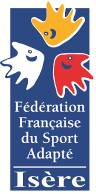 Fédération
Française
du Sport
Adapté
Isère